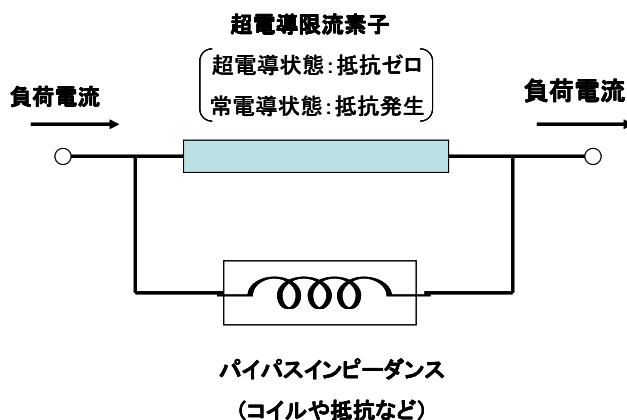 超電導限流素子
超電導状態：抵抗ゼロ
常電導状態：抵抗発生
負荷電流
負荷電流
パイパスインピーダンス
（コイルや抵抗など）